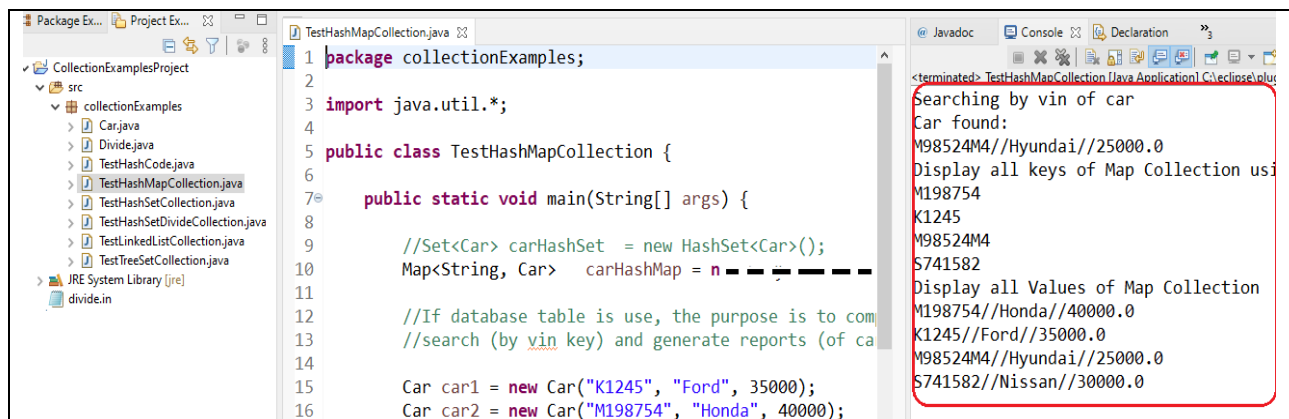 Package Ex...
Project Ex...
CollectionExamplesProject
src
collectionExamples
Car.java
Divide.java
TestHashCode.java
TestHashMapCollection.java
TestHashSetCollection.java
TestHashSetDivideCollection.java
TestLinkedListCollection.java
TestTreeSetCollection.java
JRE System Library [jre]
divide.in
TestHashMapCollection.java
1 package collectionExamples;
2
3 import java.util.*;
4
5 public class TestHashMapCollection {
6
7 public static void main(String[] args) {
8
9 //Set<Car> carHashSet = new HashSet<Car>();
10 Map<String, Car> carHashMap = n
11
12 //If database table is use, the purpose is to com
13 //search (by vin key) and generate reports (of ca
14
15 Car car1 = new Car("K1245", "Ford", 35000);
16 Car car2 = new Car("M198754", "Honda", 40000);
@ Javadoc
Console
Declaration
»3
<terminated> TestHashMapCollection [Java Application] C:\eclipse\plug
Searching by vin of car
Car found:
M98524M4//Hyundai//25000.0
Display all keys of Map Collection usi
M198754
K1245
M98524M4
S741582
Display all Values of Map Collection
M198754//Honda//40000.0
K1245//Ford//35000.0
M98524M4//Hyundai//25000.0
S741582//Nissan//30000.0